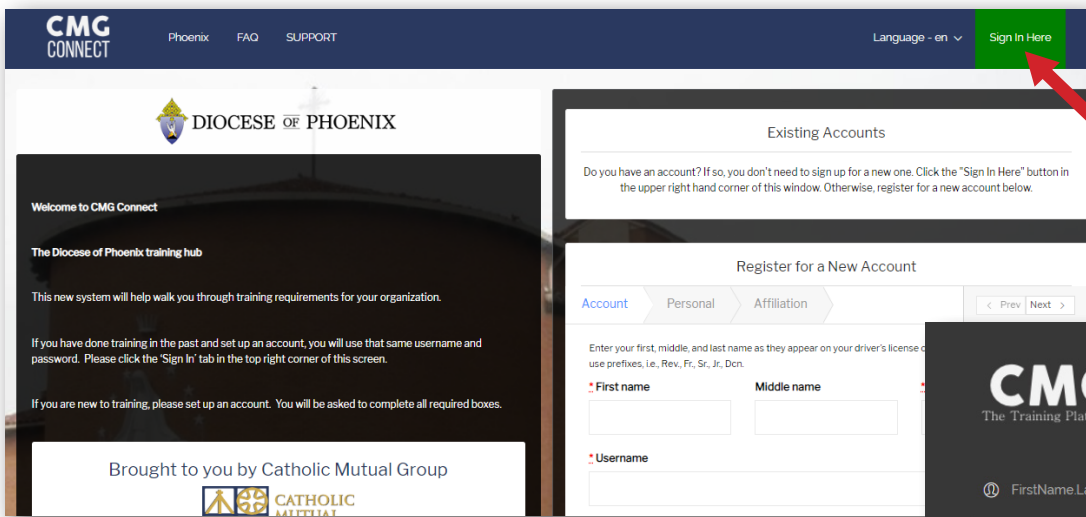 CMG
CONNECT
Phoenix FAQ SUPPORT
Language - en
Sign In Here
DIOCESE OF PHOENIX
Welcome to CMG Connect
The Diocese of Phoenix training hub
This new system will help walk you through training requirements for your organization.
If you have done training in the past and set up an account, you will use that same username and
password. Please click the 'Sign In' tab in the top right corner of this screen.
If you are new to training, please set up an account. You will be asked to complete all required boxes.
Brought to you by Catholic Mutual Group
CATHOLIC
MUTUAL
Existing Accounts
Do you have an account? If so, you don't need to sign up for a new one. Click the "Sign In Here" button in
the upper right hand corner of this window. Otherwise, register for a new account below.
Register for a New Account
Account Personal Affiliation
< Prev Next >
Enter your first, middle, and last name as they appear on your driver's license
use prefixes, i.e., Rev., Fr., Sr., Jr., Dcn.
* First name Middle name *
* Username
CM
The Training
FirstName.L